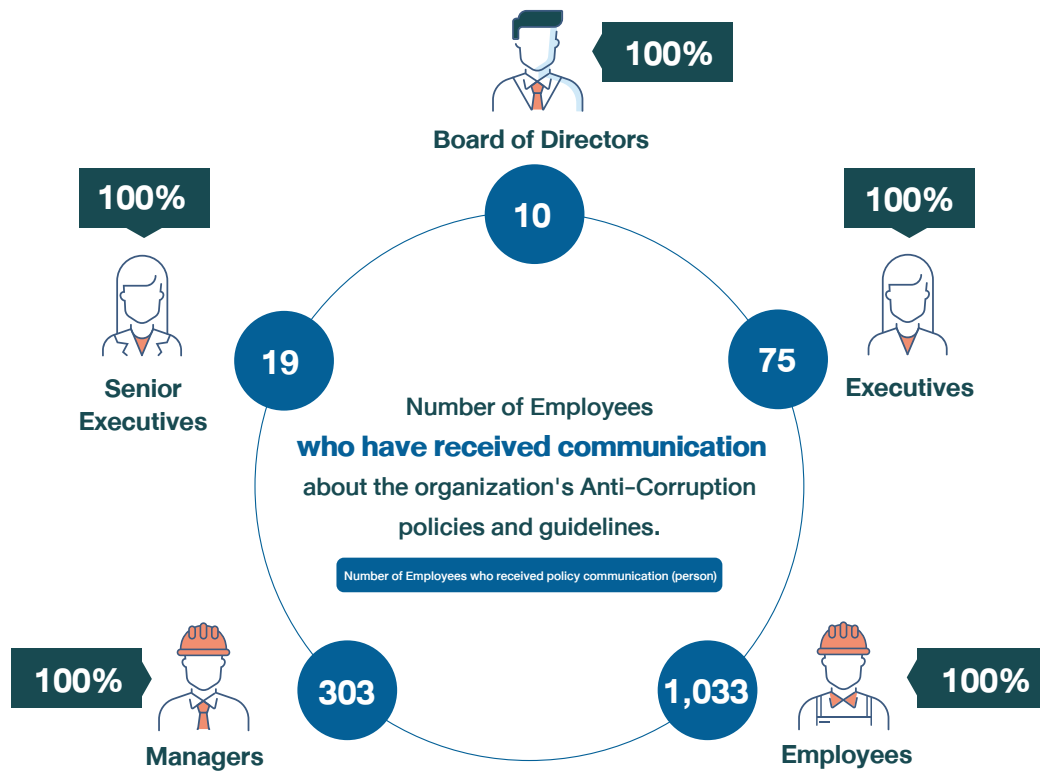 100%
Board of Directors
10
100%
Senior
Executives
19
100%
Executives
75
Number of Employees
who have received communication
about the organization's Anti-Corruption
policies and guidelines.
Number of Employees who received policy communication (person)
100%
Managers
303
1,033
100%
Employees